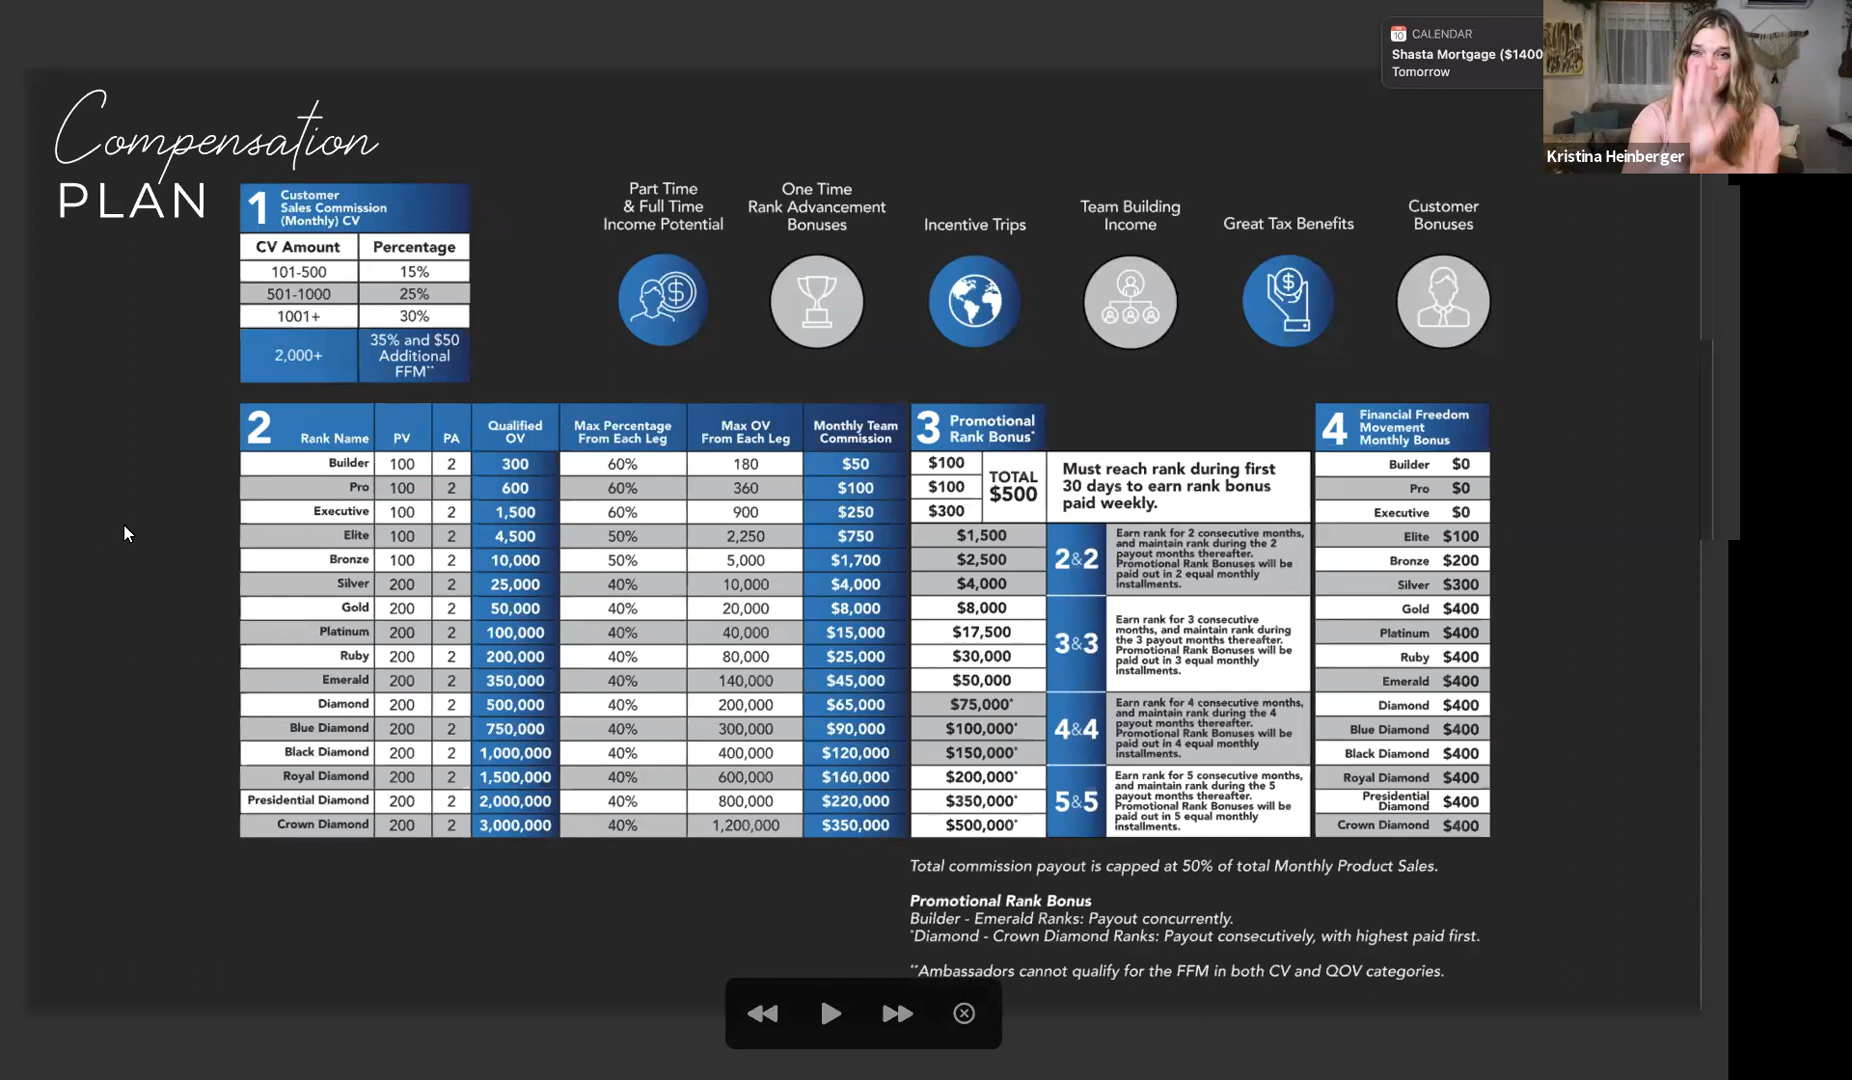 CALENDAR
Shasta Mortgage ($1400
Tomorrow
Kristina Heinberger
Compensation
PLAN
1 Customer
Sales Commission
(Monthly) CV
CV Amount Percentage
101-500 15%
501-1000 25%
1001+ 30%
2,000+ 35% and $50
Additional
FFM**
Part Time
& Full Time
Income Potential
One Time
Rank Advancement
Bonuses
Incentive Trips
Team Building
Income
Great Tax Benefits
Customer
Bonuses
2 Rank Name PV PA Qualified
OV Max Percentage
From Each Leg Max OV
From Each Leg Monthly Team
Commission
Builder 100 2 300 60% 180 $50
Pro 100 2 600 60% 360 $100
Executive 100 2 1,500 60% 900 $250
Elite 100 2 4,500 50% 2,250 $750
Bronze 100 2 10,000 50% 5,000 $1,700
Silver 200 2 25,000 40% 10,000 $4,000
Gold 200 2 50,000 40% 20,000 $8,000
Platinum 200 2 100,000 40% 40,000 $15,000
Ruby 200 2 200,000 40% 80,000 $25,000
Emerald 200 2 350,000 40% 140,000 $45,000
Diamond 200 2 500,000 40% 200,000 $65,000
Blue Diamond 200 2 750,000 40% 300,000 $90,000
Black Diamond 200 2 1,000,000 40% 400,000 $120,000
Royal Diamond 200 2 1,500,000 40% 600,000 $160,000
Presidential Diamond 200 2 2,000,000 40% 800,000 $220,000
Crown Diamond 200 2 3,000,000 40% 1,200,000 $350,000
3 Promotional
Rank Bonus*
$100
$100
$300
TOTAL
$500
Must reach rank during first
30 days to earn rank bonus
paid weekly.
$1,500
$2,500
$4,000
2&2
Earn rank for 2 consecutive months,
and maintain rank during the 2
payout months thereafter.
Promotional Rank Bonuses will be
paid out in 2 equal monthly
installments.
$8,000
$17,500
$30,000
$50,000
3&3
Earn rank for 3 consecutive
months, and maintain rank during
the 3 payout months thereafter.
Promotional Rank Bonuses will be
paid out in 3 equal monthly
installments.
$75,000*
$100,000*
$150,000*
4&4
Earn rank for 4 consecutive months,
and maintain rank during the 4
payout months thereafter.
Promotional Rank Bonuses will be
paid out in 4 equal monthly
installments.
$200,000*
$350,000*
$500,000*
5&5
Earn rank for 5 consecutive months,
and maintain rank during the 5
payout months thereafter.
Promotional Rank Bonuses will be
paid out in 5 equal monthly
installments.
4 Financial Freedom
Movement
Monthly Bonus
Builder $0
Pro $0
Executive $0
Elite $100
Bronze $200
Silver $300
Gold $400
Platinum $400
Ruby $400
Emerald $400
Diamond $400
Blue Diamond $400
Black Diamond $400
Royal Diamond $400
Presidential
Diamond $400
Crown Diamond $400
Total commission payout is capped at 50% of total Monthly Product Sales.
Promotional Rank Bonus
Builder - Emerald Ranks: Payout concurrently.
*Diamond - Crown Diamond Ranks: Payout consecutively, with highest paid first.
**Ambassadors cannot qualify for the FFM in both CV and QOV categories.